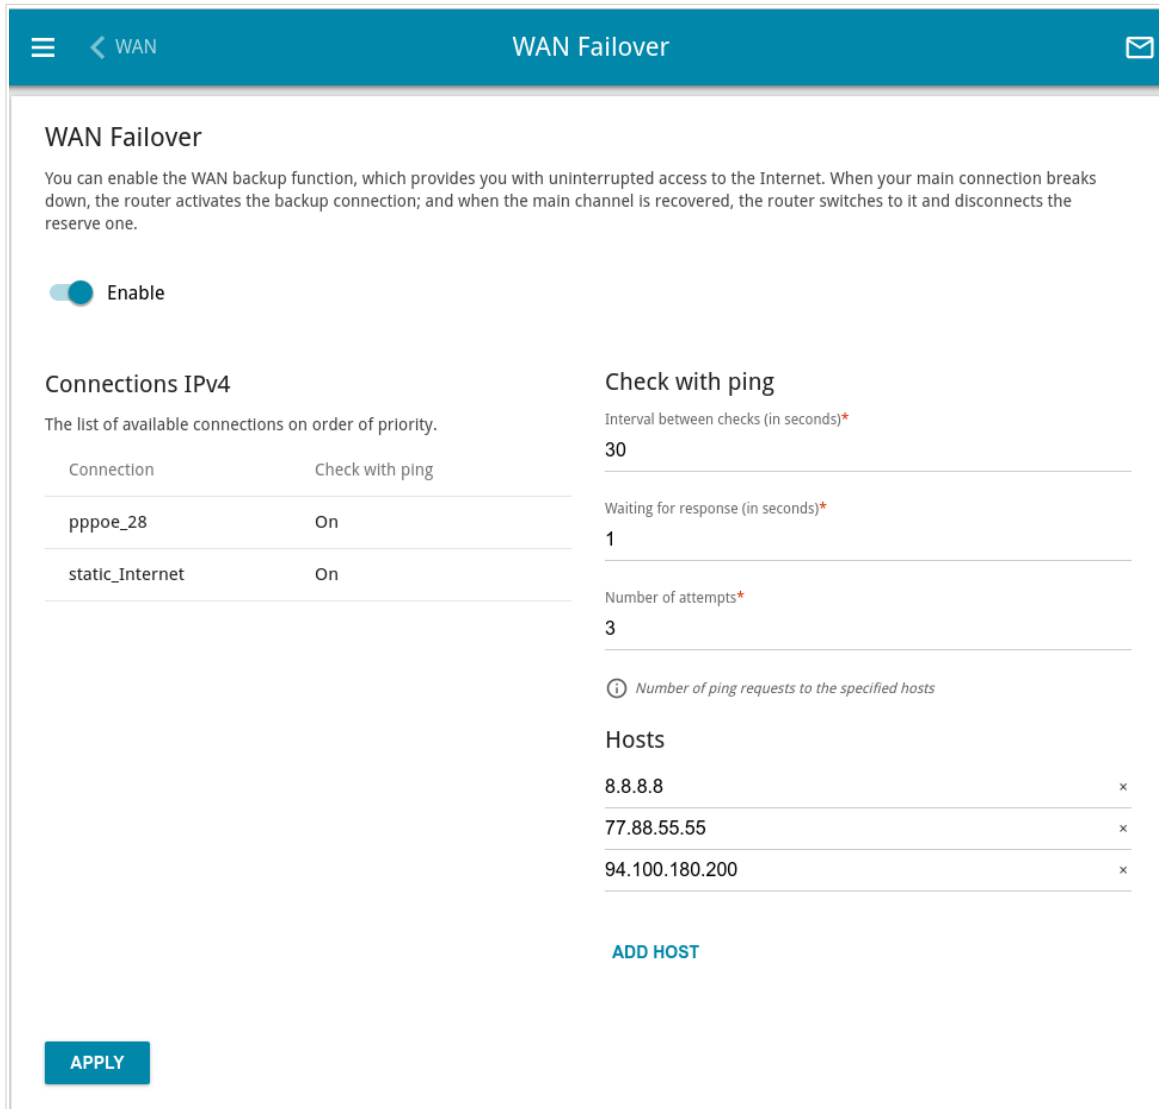 WAN
WAN Failover
WAN Failover
You can enable the WAN backup function, which provides you with uninterrupted access to the Internet. When your main connection breaks
down, the router activates the backup connection; and when the main channel is recovered, the router switches to it and disconnects the
reserve one.
Enable
Connections IPv4
The list of available connections on order of priority.
Connection Check with ping
pppoe_28 On
static_Internet On
Check with ping
Interval between checks (in seconds)*
30
Waiting for response (in seconds)*
1
Number of attempts*
3
Number of ping requests to the specified hosts
Hosts
8.8.8.8 ×
77.88.55.55 ×
94.100.180.200 ×
ADD HOST
APPLY